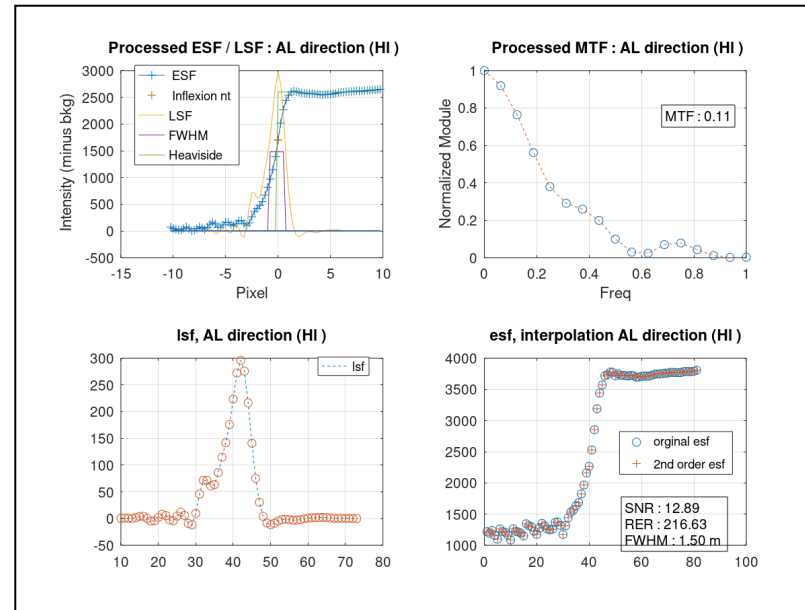 Processed ESF / LSF : AL direction (HI )
3000
2500
2000
1500
1000
500
0
-500
-15
-10
-5
0
5
10
Intensity (minus bkg)
Pixel
ESF
Inflexion nt
LSF
FWHM
Heaviside
Processed MTF : AL direction (HI )
1
0.8
0.6
0.4
0.2
0
0
0.2
0.4
0.6
0.8
1
Normalized Module
Freq
MTF : 0.11
lsf, AL direction (HI )
300
250
200
150
100
50
0
-50
10
20
30
40
50
60
70
80
lsf
esf, interpolation AL direction (HI )
4000
3500
3000
2500
2000
1500
1000
0
20
40
60
80
100
orginal esf
2nd order esf
SNR : 12.89
RER : 216.63
FWHM : 1.50 m